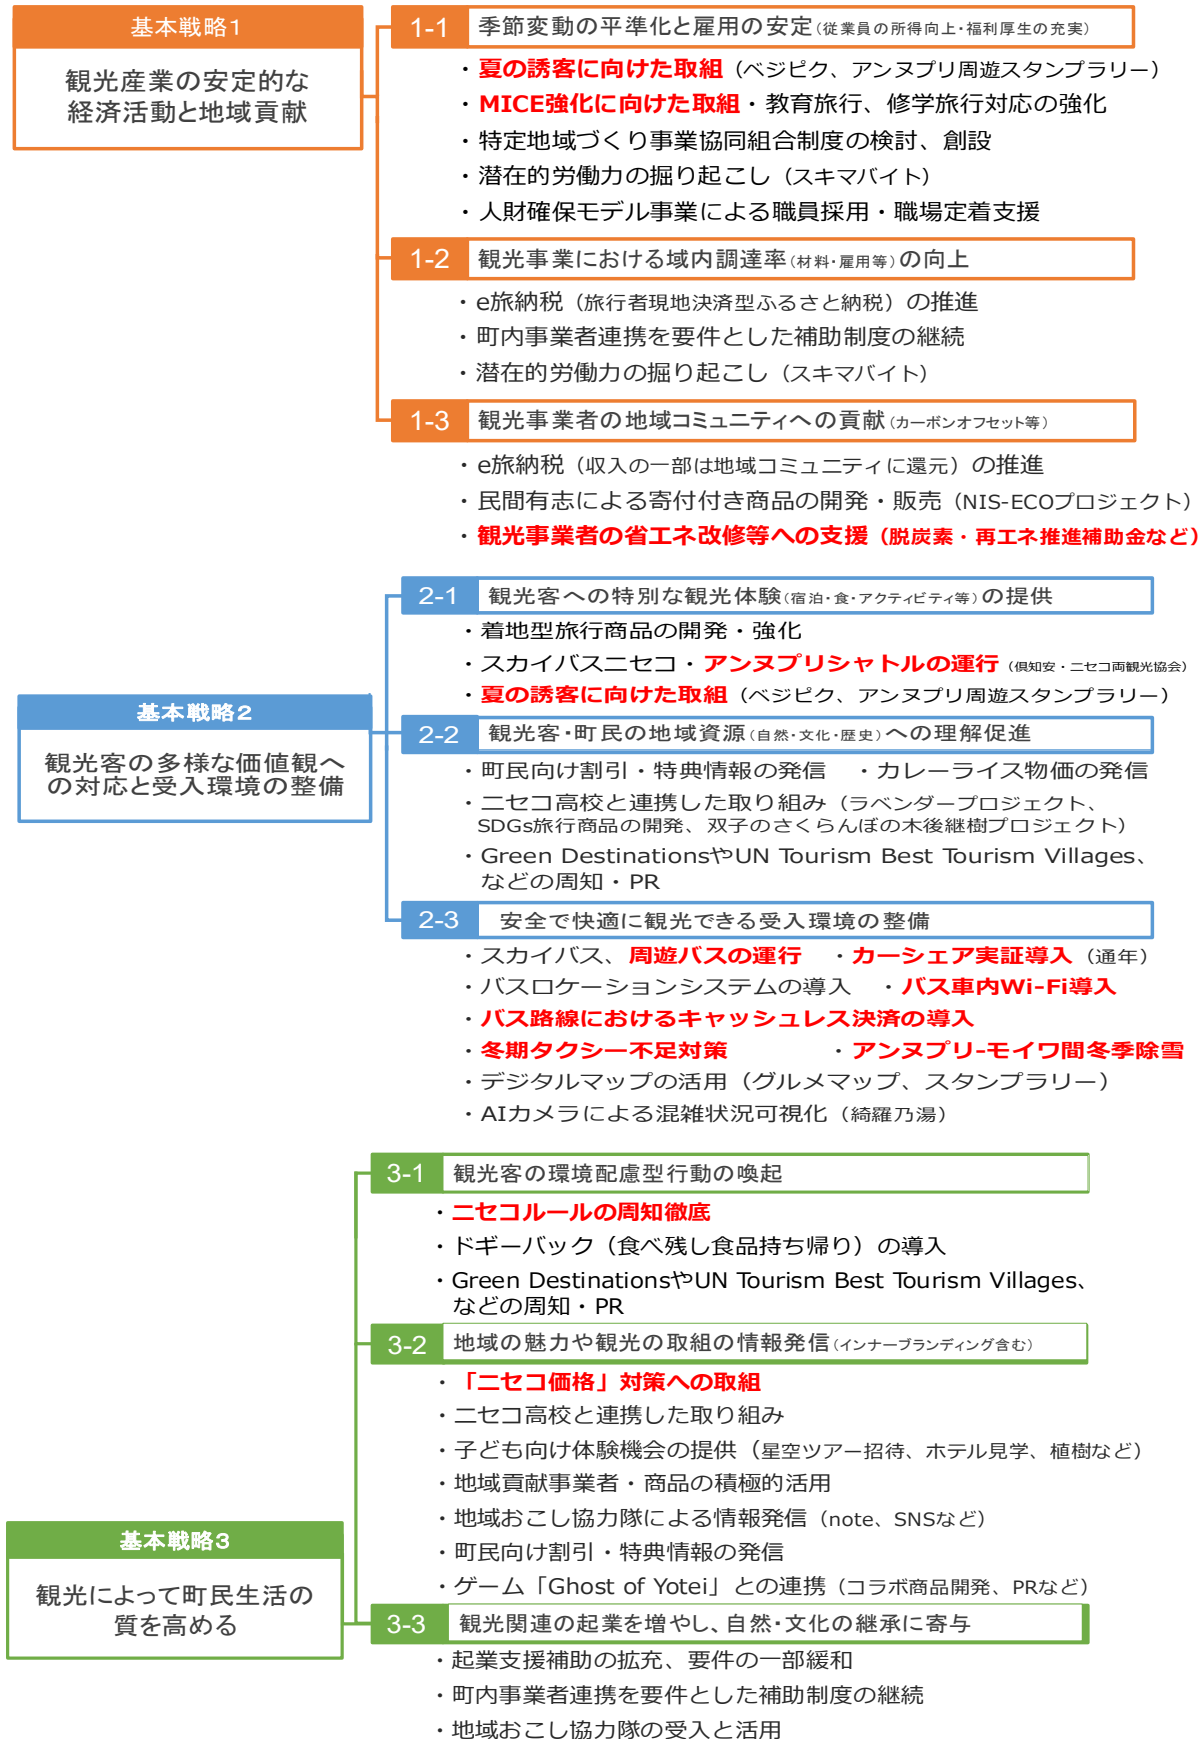 基本戦略1
観光産業の安定的な
経済活動と地域貢献
1-1 季節変動の平準化と雇用の安定(従業員の所得向上・福利厚生の充実)
・夏の誘客に向けた取組（ベジピク、アンヌプリ周遊スタンプラリー）
・MICE強化に向けた取組・教育旅行、修学旅行対応の強化
・特定地域づくり事業協同組合制度の検討、創設
・潜在的労働力の掘り起こし（スキマバイト）
・人財確保モデル事業による職員採用・職場定着支援
1-2 観光事業における域内調達率(材料・雇用等)の向上
・e旅納税（旅行者現地決済型ふるさと納税）の推進
・町内事業者連携を要件とした補助制度の継続
・潜在的労働力の掘り起こし（スキマバイト）
1-3 観光事業者の地域コミュニティへの貢献(カーボンオフセット等)
・e旅納税（収入の一部は地域コミュニティに還元）の推進
・民間有志による寄付付き商品の開発・販売（NIS-ECOプロジェクト）
・観光事業者の省エネ改修等への支援（脱炭素・再エネ推進補助金など）
基本戦略2
観光客の多様な価値観へ
の対応と受入環境の整備
2-1 観光客への特別な観光体験(宿泊・食・アクティビティ等)の提供
・着地型旅行商品の開発・強化
・スカイバスニセコ・アンヌプリシャトルの運行（倶知安・ニセコ両観光協会）
・夏の誘客に向けた取組（ベジピク、アンヌプリ周遊スタンプラリー）
2-2 観光客・町民の地域資源(自然・文化・歴史)への理解促進
・町民向け割引・特典情報の発信 ・カレーライス物価の発信
・ニセコ高校と連携した取り組み（ラベンダープロジェクト、
SDGs旅行商品の開発、双子のさくらんぼの木後継樹プロジェクト）
・Green DestinationsやUN Tourism Best Tourism Villages、
などの周知・PR
2-3 安全で快適に観光できる受入環境の整備
・スカイバス、周遊バスの運行 ・カーシェア実証導入（通年）
・バスロケーションシステムの導入 ・バス車内Wi-Fi導入
・バス路線におけるキャッシュレス決済の導入
・冬期タクシー不足対策 ・アンヌプリ-モイワ間冬季除雪
・デジタルマップの活用（グルメマップ、スタンプラリー）
・AIカメラによる混雑状況可視化（綺羅乃湯）
基本戦略3
観光によって町民生活の
質を高める
3-1 観光客の環境配慮型行動の喚起
・ニセコルールの周知徹底
・ドギーバック（食べ残し食品持ち帰り）の導入
・Green DestinationsやUN Tourism Best Tourism Villages、
などの周知・PR
3-2 地域の魅力や観光の取組の情報発信(インナーブランディング含む)
・「ニセコ価格」対策への取組
・ニセコ高校と連携した取り組み
・子ども向け体験機会の提供（星空ツアー招待、ホテル見学、植樹など）
・地域貢献事業者・商品の積極的活用
・地域おこし協力隊による情報発信（note、SNSなど）
・町民向け割引・特典情報の発信
・ゲーム「Ghost of Yotei」との連携（コラボ商品開発、PRなど）
3-3 観光関連の起業を増やし、自然・文化の継承に寄与
・起業支援補助の拡充、要件の一部緩和
・町内事業者連携を要件とした補助制度の継続
・地域おこし協力隊の受入と活用